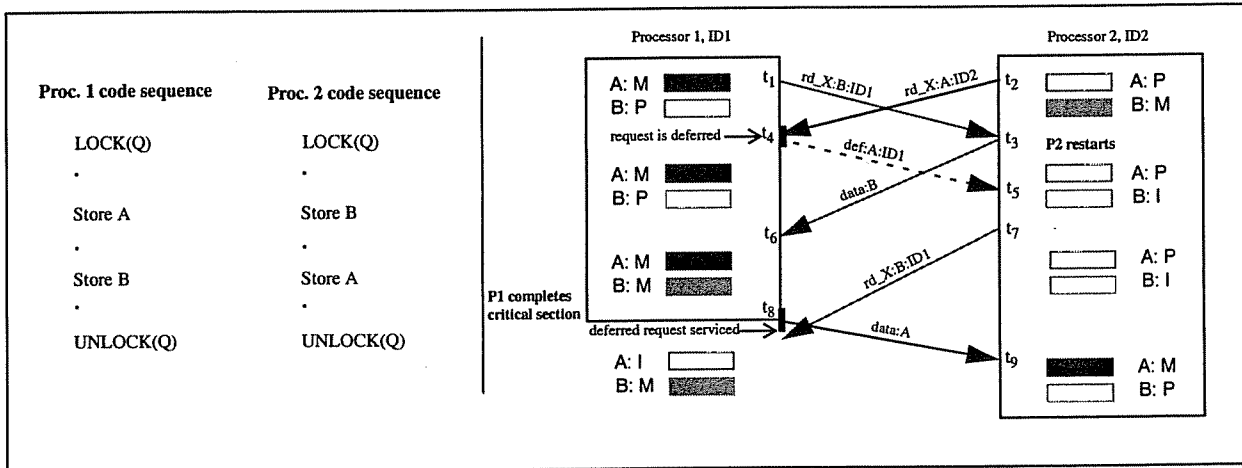 Proc. 1 code sequence
LOCK(Q)
.
Store A
.
Store B
.
UNLOCK(Q)
Proc. 2 code sequence
LOCK(Q)
.
Store B
.
Store A
.
UNLOCK(Q)
Processor 1, ID1
A: M
B: P
request is deferred
A: M
B: P
A: M
B: M
P1 completes
critical section
deferred request serviced
A: I
B: M
t1
t4
t6
t8
rd_X:B:ID1
rd_X:A:ID2
def:A:ID1
data:B
rd_X:B:ID1
data:A
Processor 2, ID2
t2
t3
t5
t7
t9
A: P
B: M
P2 restarts
A: P
B: I
A: P
B: I
A: M
B: P